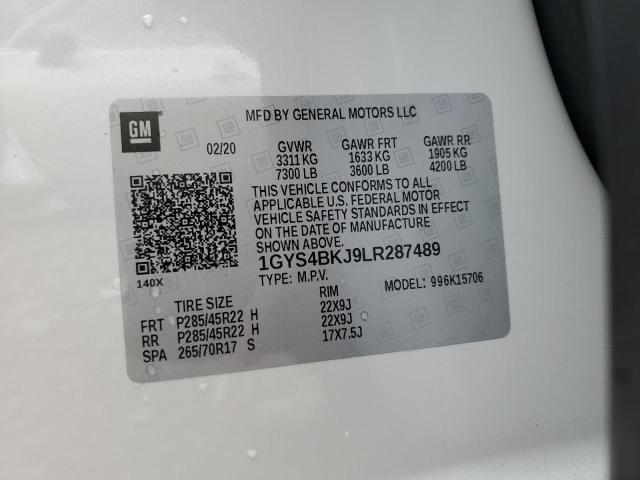 GM
MFD BY GENERAL MOTORS LLC
02/20 GVWR GAWR FRT GAWR RR
3311 KG 1633 KG 1905 KG
7300 LB 3600 LB 4200 LB
THIS VEHICLE CONFORMS TO ALL
APPLICABLE U.S. FEDERAL MOTOR
VEHICLE SAFETY STANDARDS IN EFFECT
ON THE DATE OF MANUFACTURE
SHOWN ABOVE.
1GYS4BKJ9LR287489
140X TYPE: M.P.V. MODEL: 996K15706
TIRE SIZE RIM
FRT P285/45R22 H 22X9J
RR P285/45R22 H 22X9J
SPA 265/70R17 S 17X7.5J